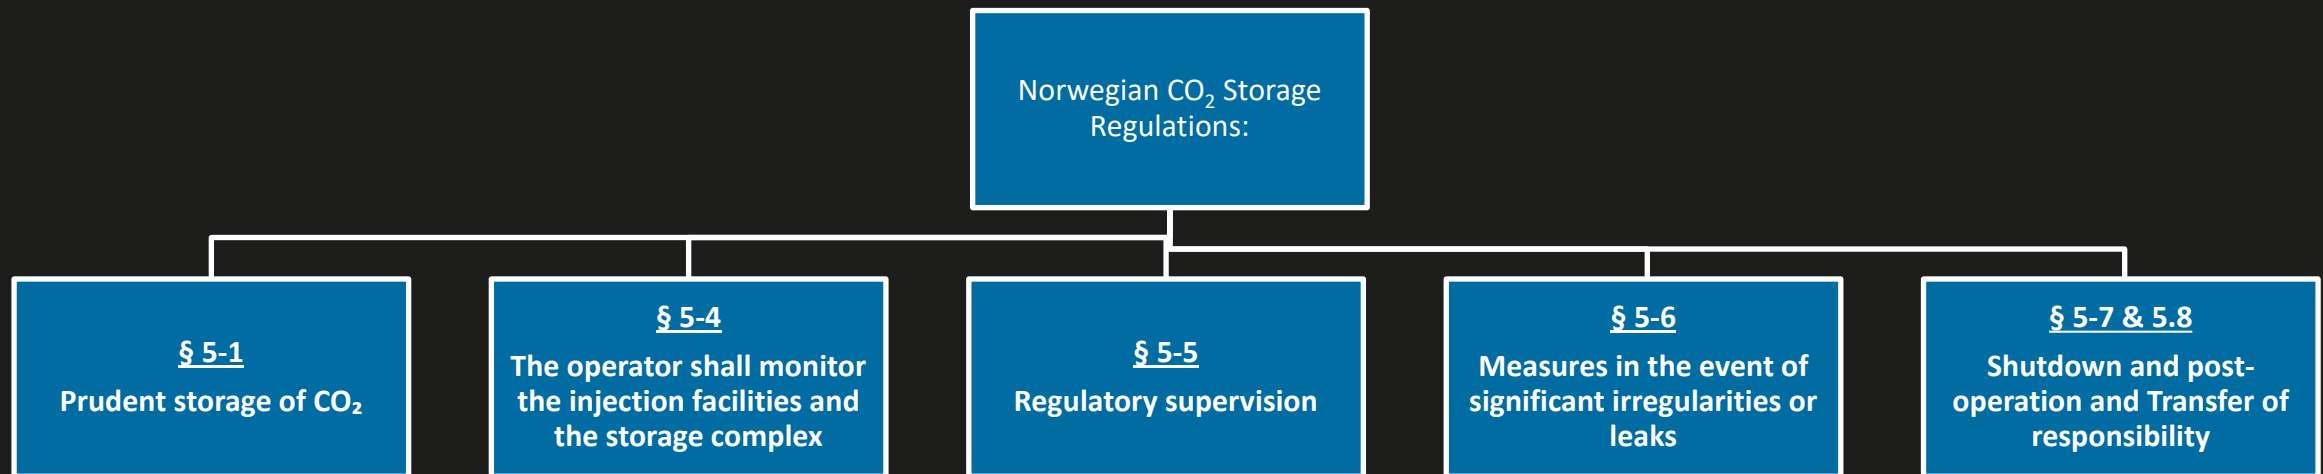 Norwegian CO₂ Storage
Regulations:
§ 5-1
Prudent storage of CO₂
§ 5-4
The operator shall monitor
the injection facilities and
the storage complex
§ 5-5
Regulatory supervision
§ 5-6
Measures in the event of
significant irregularities or
leaks
§ 5-7 & 5.8
Shutdown and post-
operation and Transfer of
responsibility